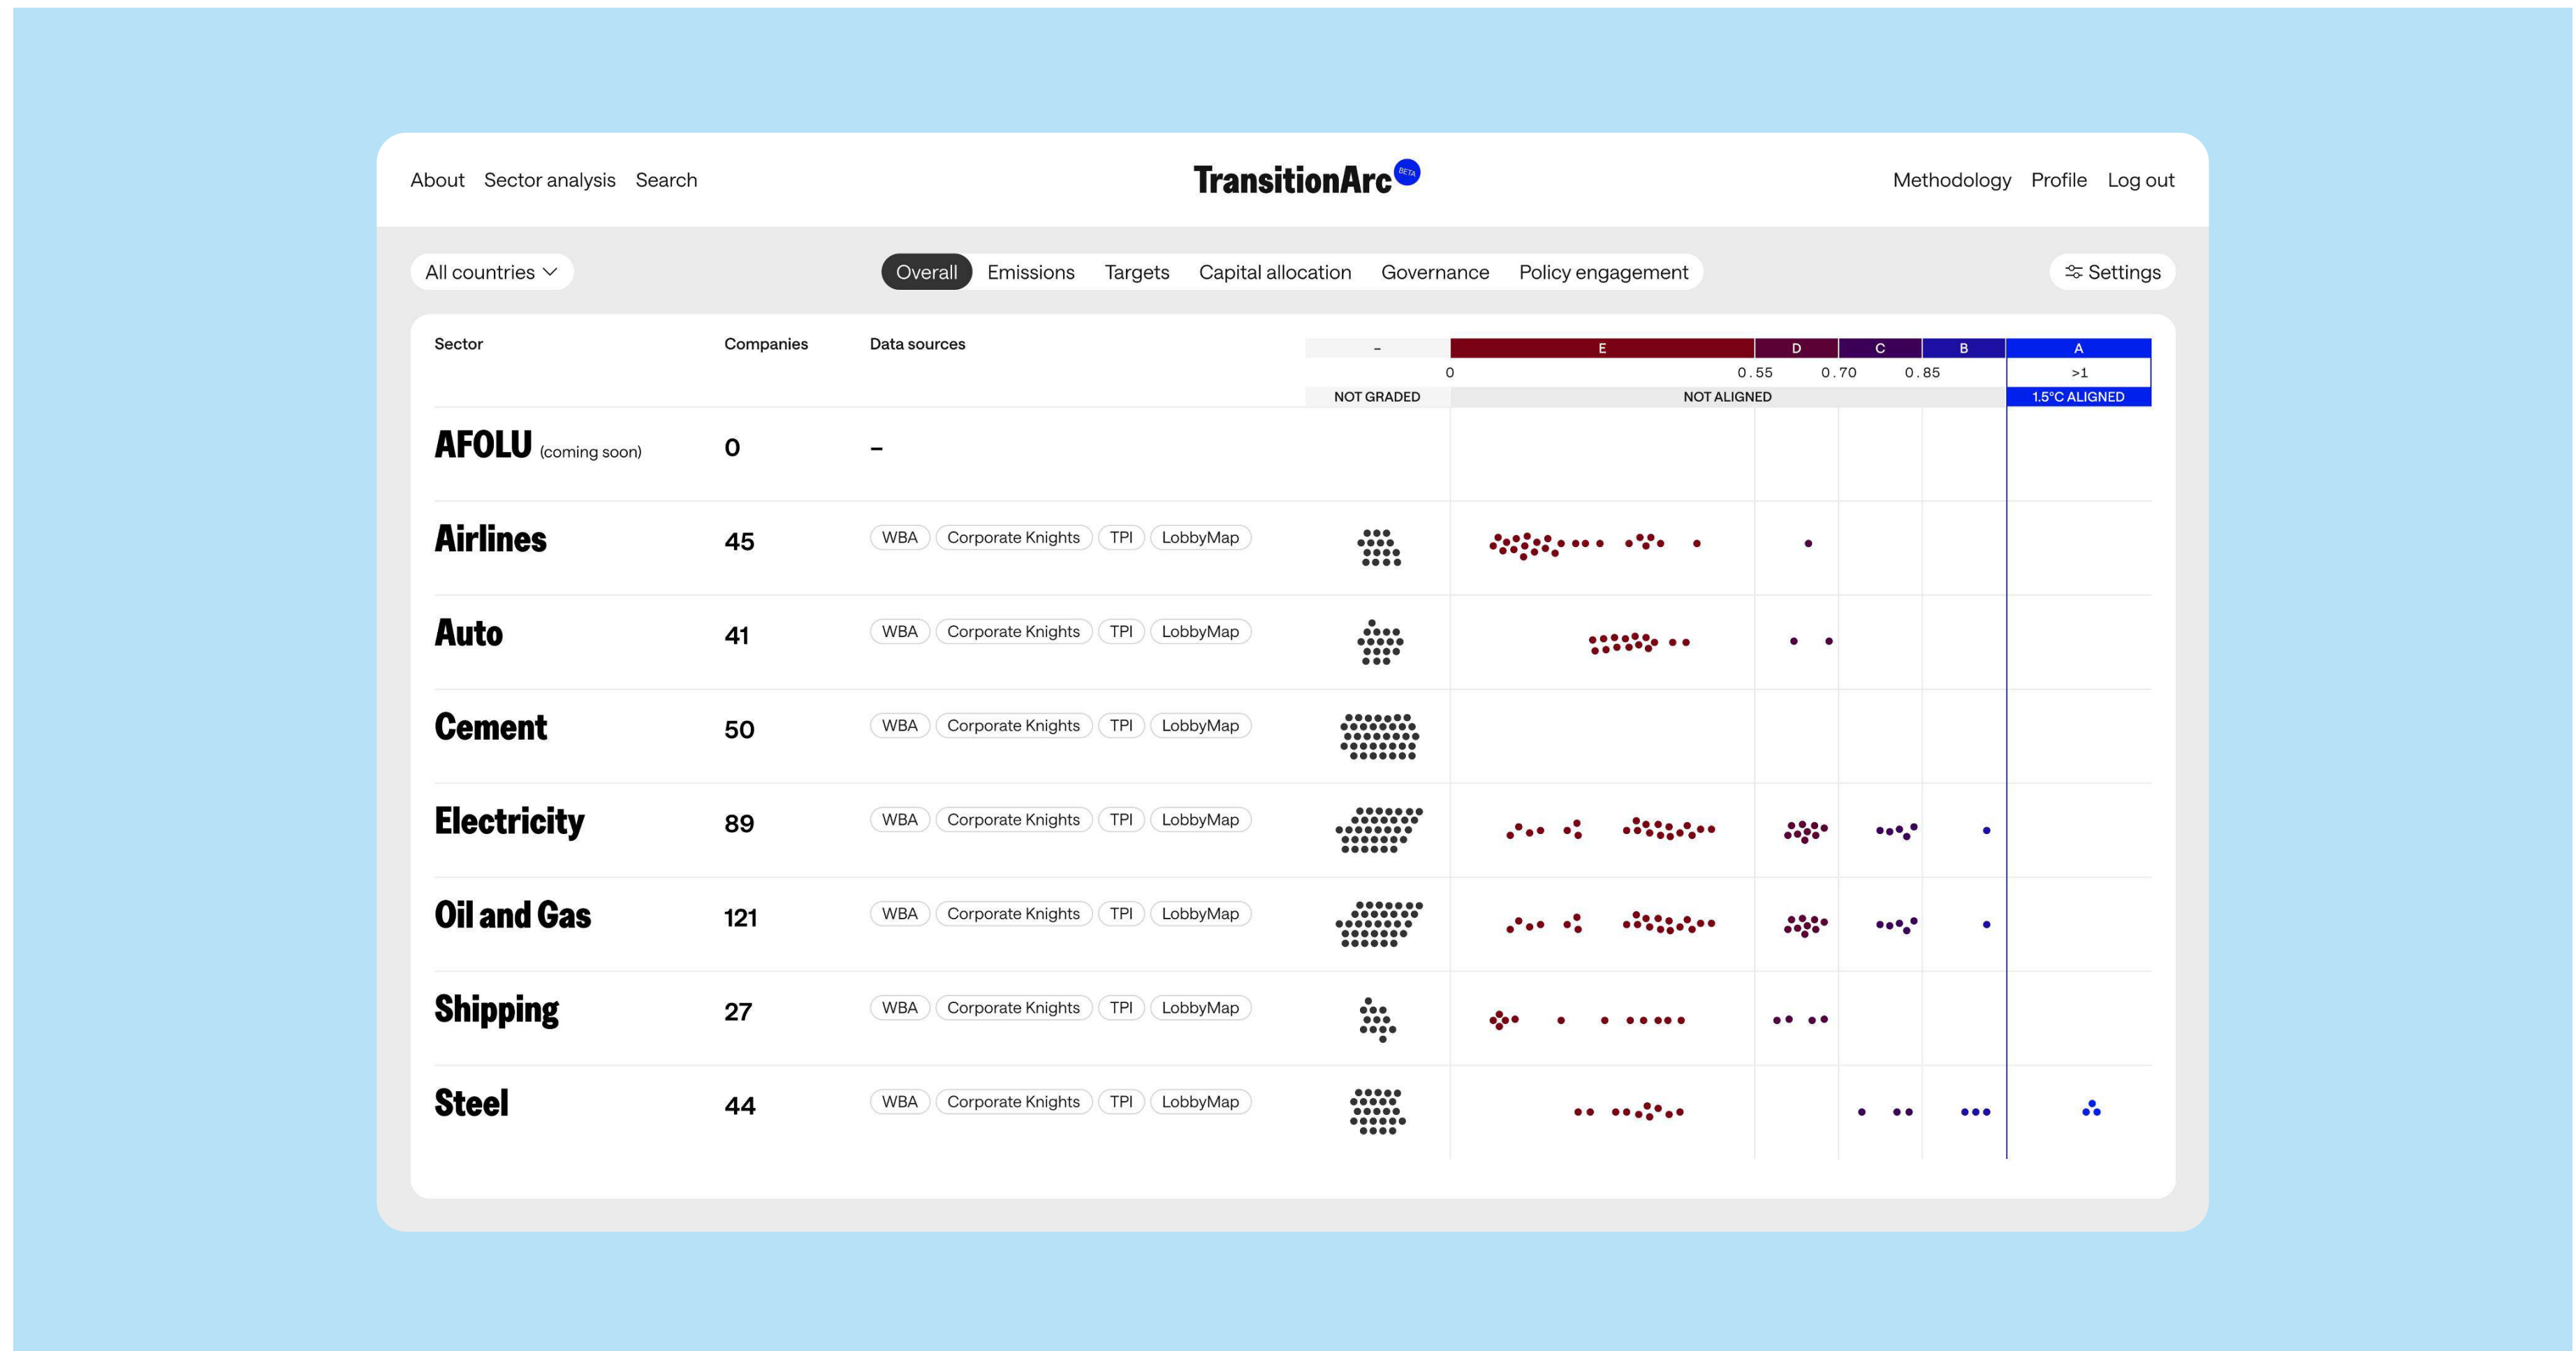 About Sector analysis Search TransitionArc BETA Methodology Profile Log out
All countries Overall Emissions Targets Capital allocation Governance Policy engagement Settings
Sector Companies Data sources – E D C B A
0 0.55 0.70 0.85 >1
NOT GRADED NOT ALIGNED 1.5°C ALIGNED
AFOLU (coming soon) 0 –
Airlines 45 WBA Corporate Knights TPI LobbyMap
Auto 41 WBA Corporate Knights TPI LobbyMap
Cement 50 WBA Corporate Knights TPI LobbyMap
Electricity 89 WBA Corporate Knights TPI LobbyMap
Oil and Gas 121 WBA Corporate Knights TPI LobbyMap
Shipping 27 WBA Corporate Knights TPI LobbyMap
Steel 44 WBA Corporate Knights TPI LobbyMap